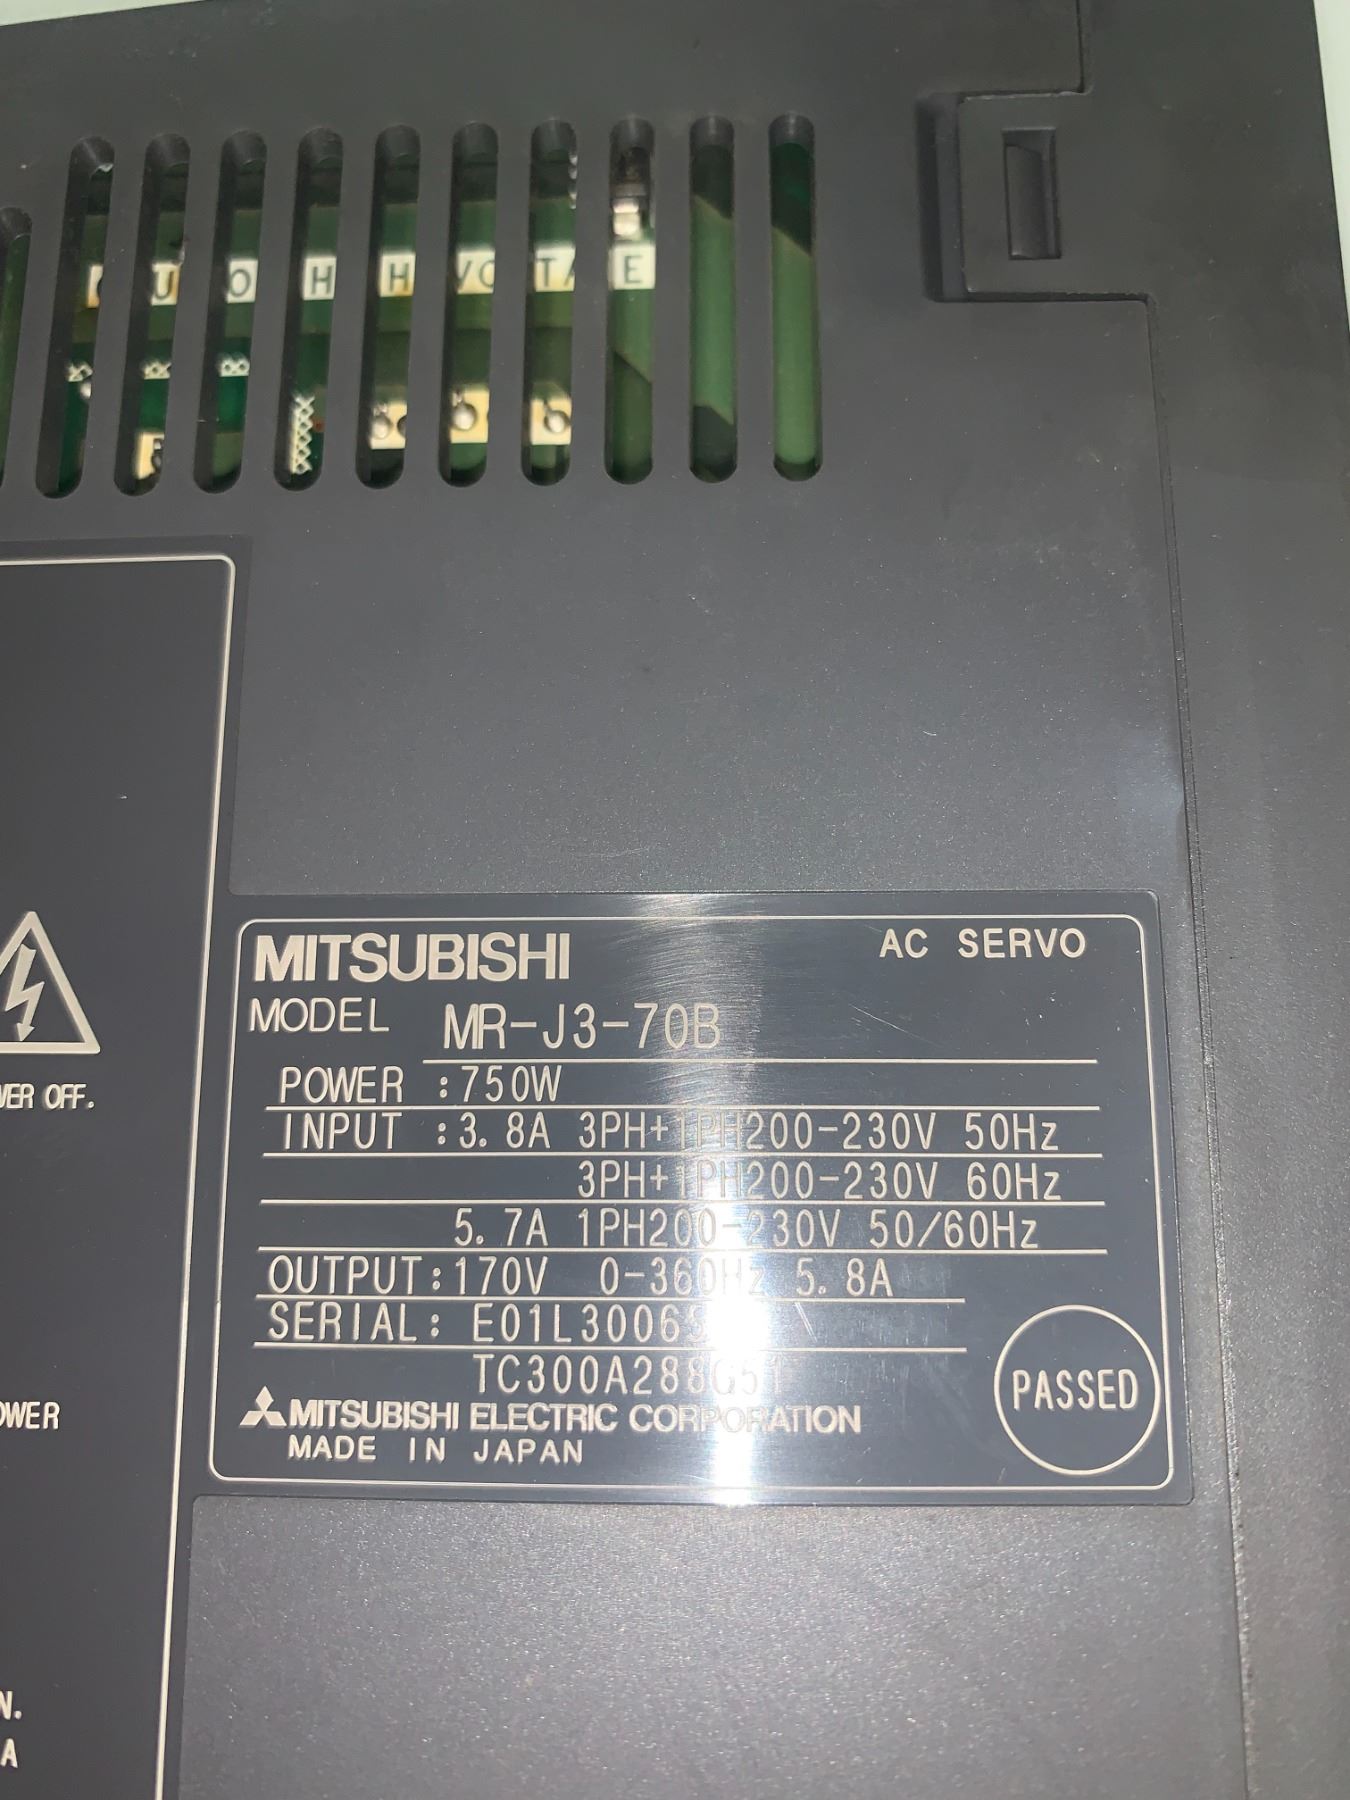 MITSUBISHI AC SERVO
MODEL MR-J3-70B
POWER :750W
INPUT :3.8A 3PH+1PH200-230V 50Hz
3PH+1PH200-230V 60Hz
5.7A 1PH200-230V 50/60Hz
OUTPUT:170V 0-360Hz 5.8A
SERIAL:
TC300A288G51
MITSUBISHI ELECTRIC CORPORATION
MADE IN JAPAN
PASSED
OFF.